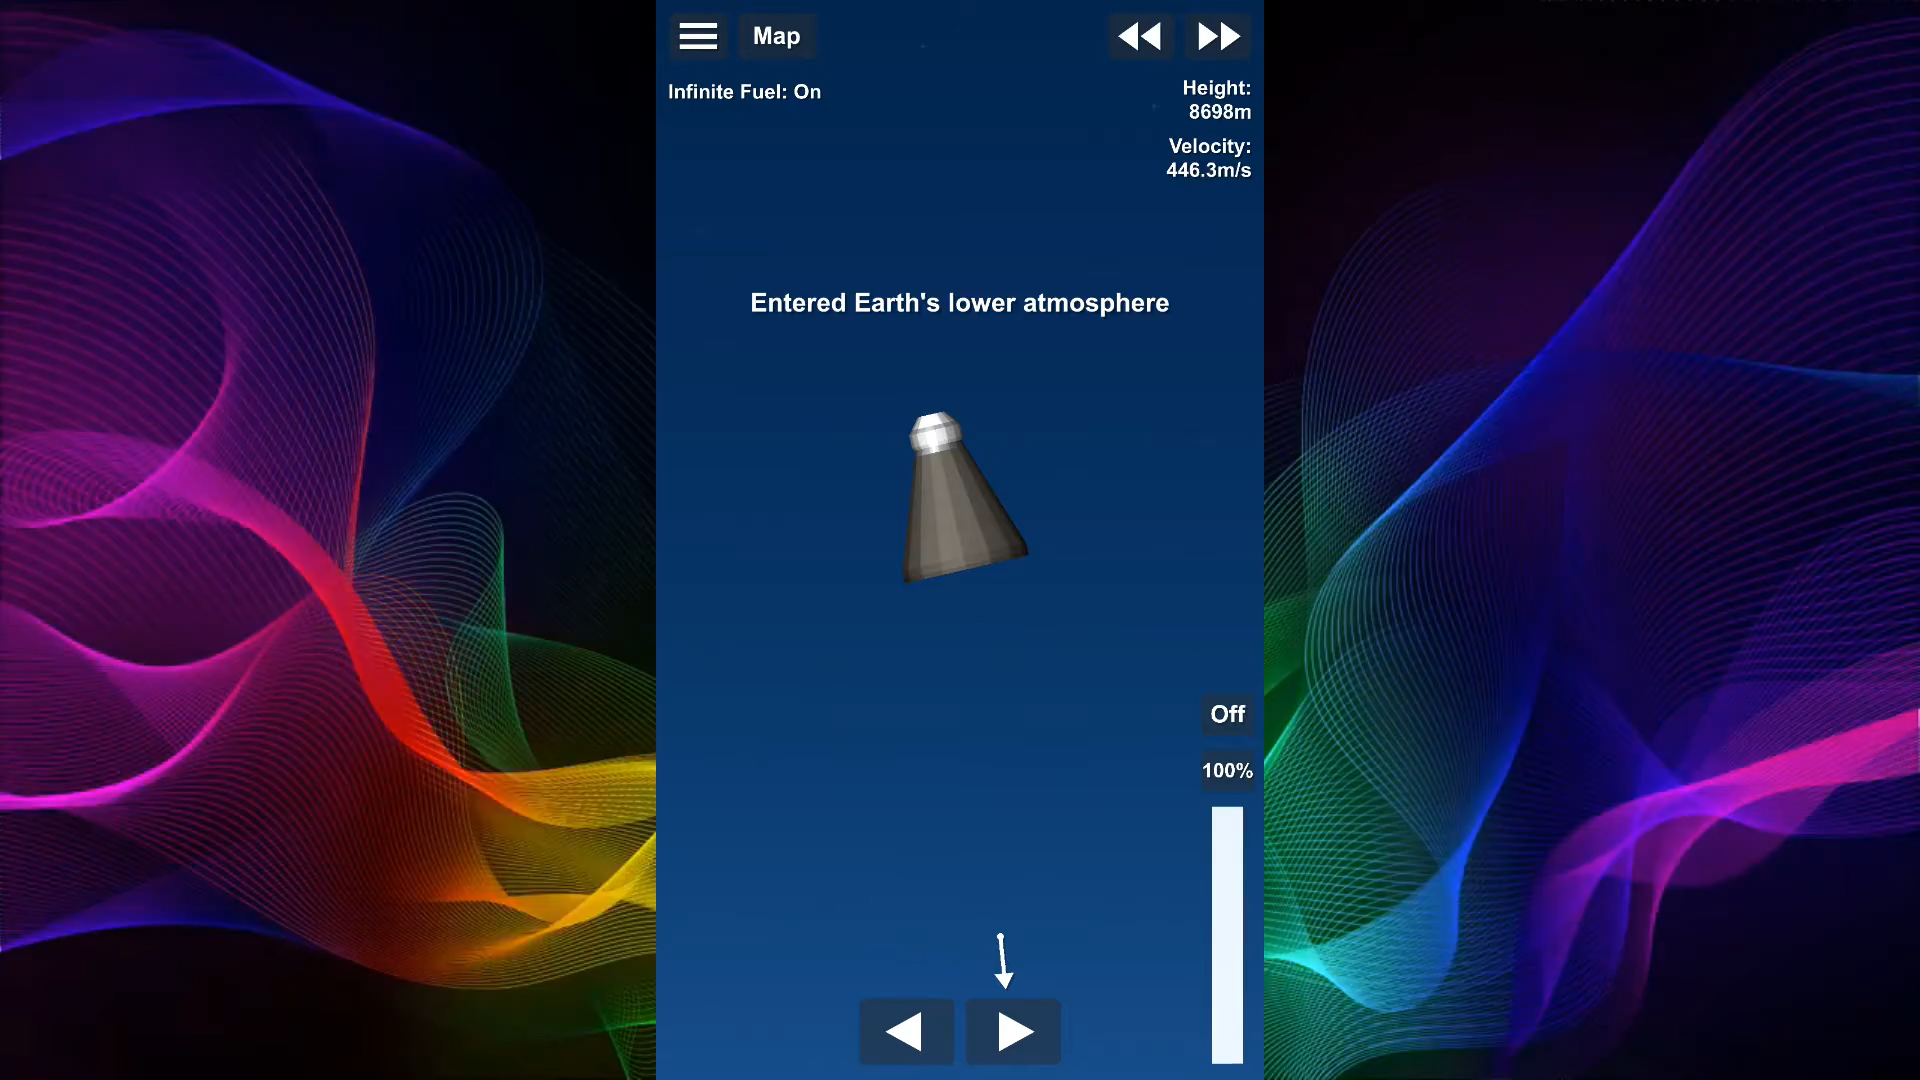 Map
Infinite Fuel: On
Height:
8698m
Velocity:
446.3m/s
Entered Earth's lower atmosphere
Off
100%